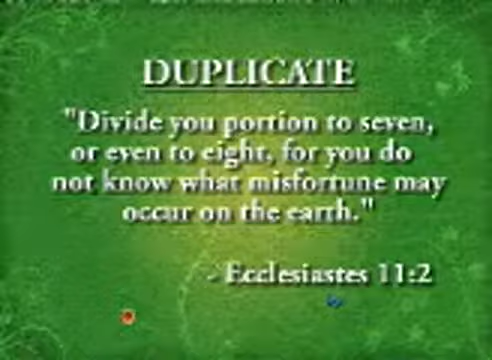 DUPLICATE
"Divide you portion to seven,
or even to eight, for you do
not know what misfortune may
occur on the earth."
- Ecclesiastes 11:2